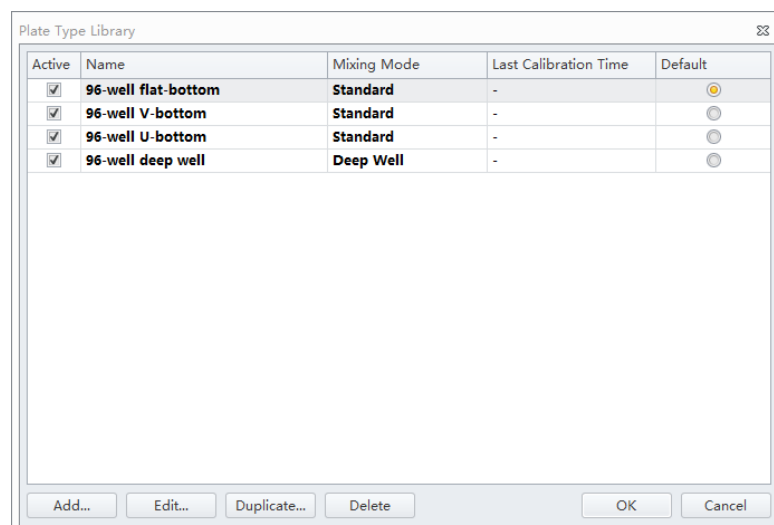 Plate Type Library
Active Name Mixing Mode Last Calibration Time Default
96-well flat-bottom Standard -
96-well V-bottom Standard -
96-well U-bottom Standard -
96-well deep well Deep Well -
Add... Edit... Duplicate... Delete OK Cancel